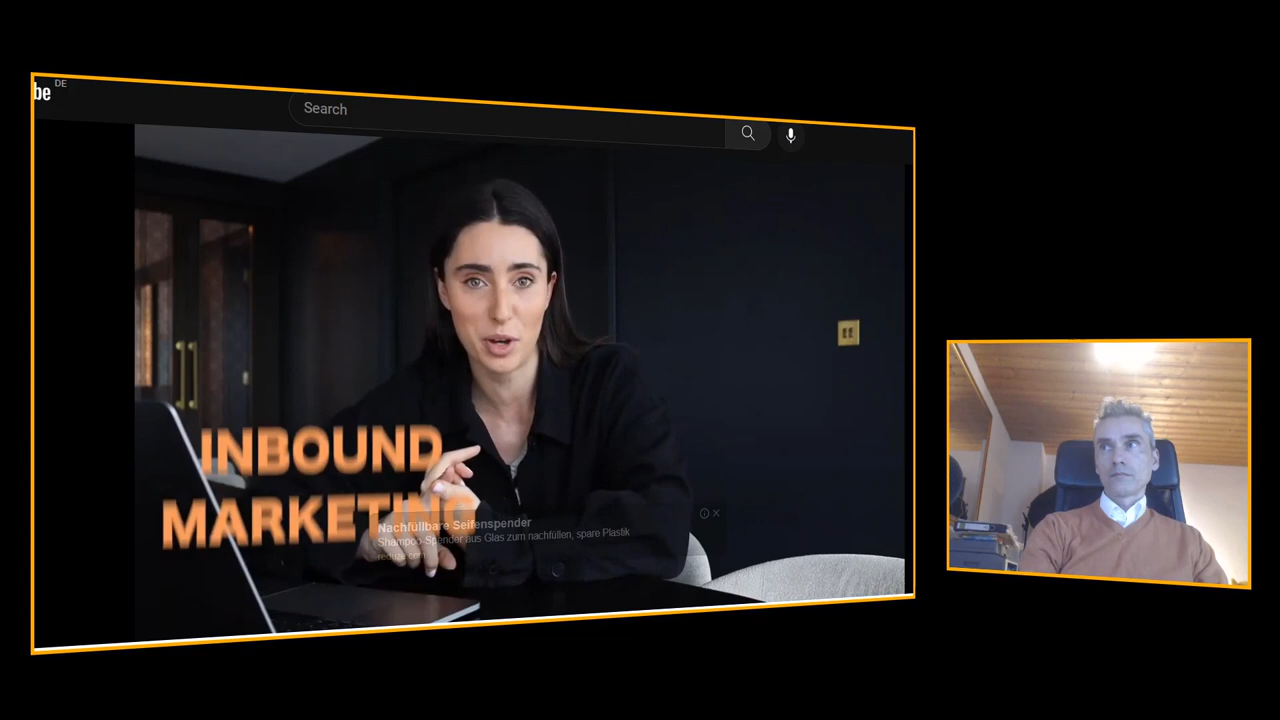 be DE
Search
INBOUND
MARKETING
Nachfüllbare Seifenspender
Shampoo-Spender aus Glas zum nachfüllen, spare Plastik